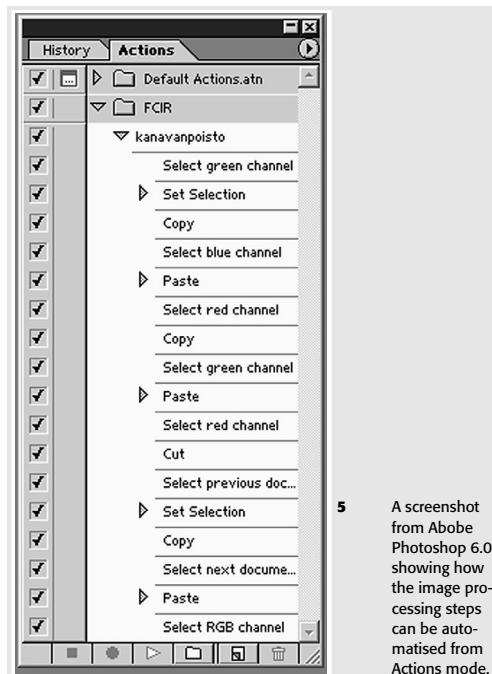 History Actions
Default Actions.atn
FCIR
kanavanpoisto
Select green channel
Set Selection
Copy
Select blue channel
Paste
Select red channel
Copy
Select green channel
Paste
Select red channel
Cut
Select previous doc...
Set Selection
Copy
Select next docume...
Paste
Select RGB channel
5 A screenshot
from Abobe
Photoshop 6.0
showing how
the image pro-
cessing steps
can be auto-
matised from
Actions mode.